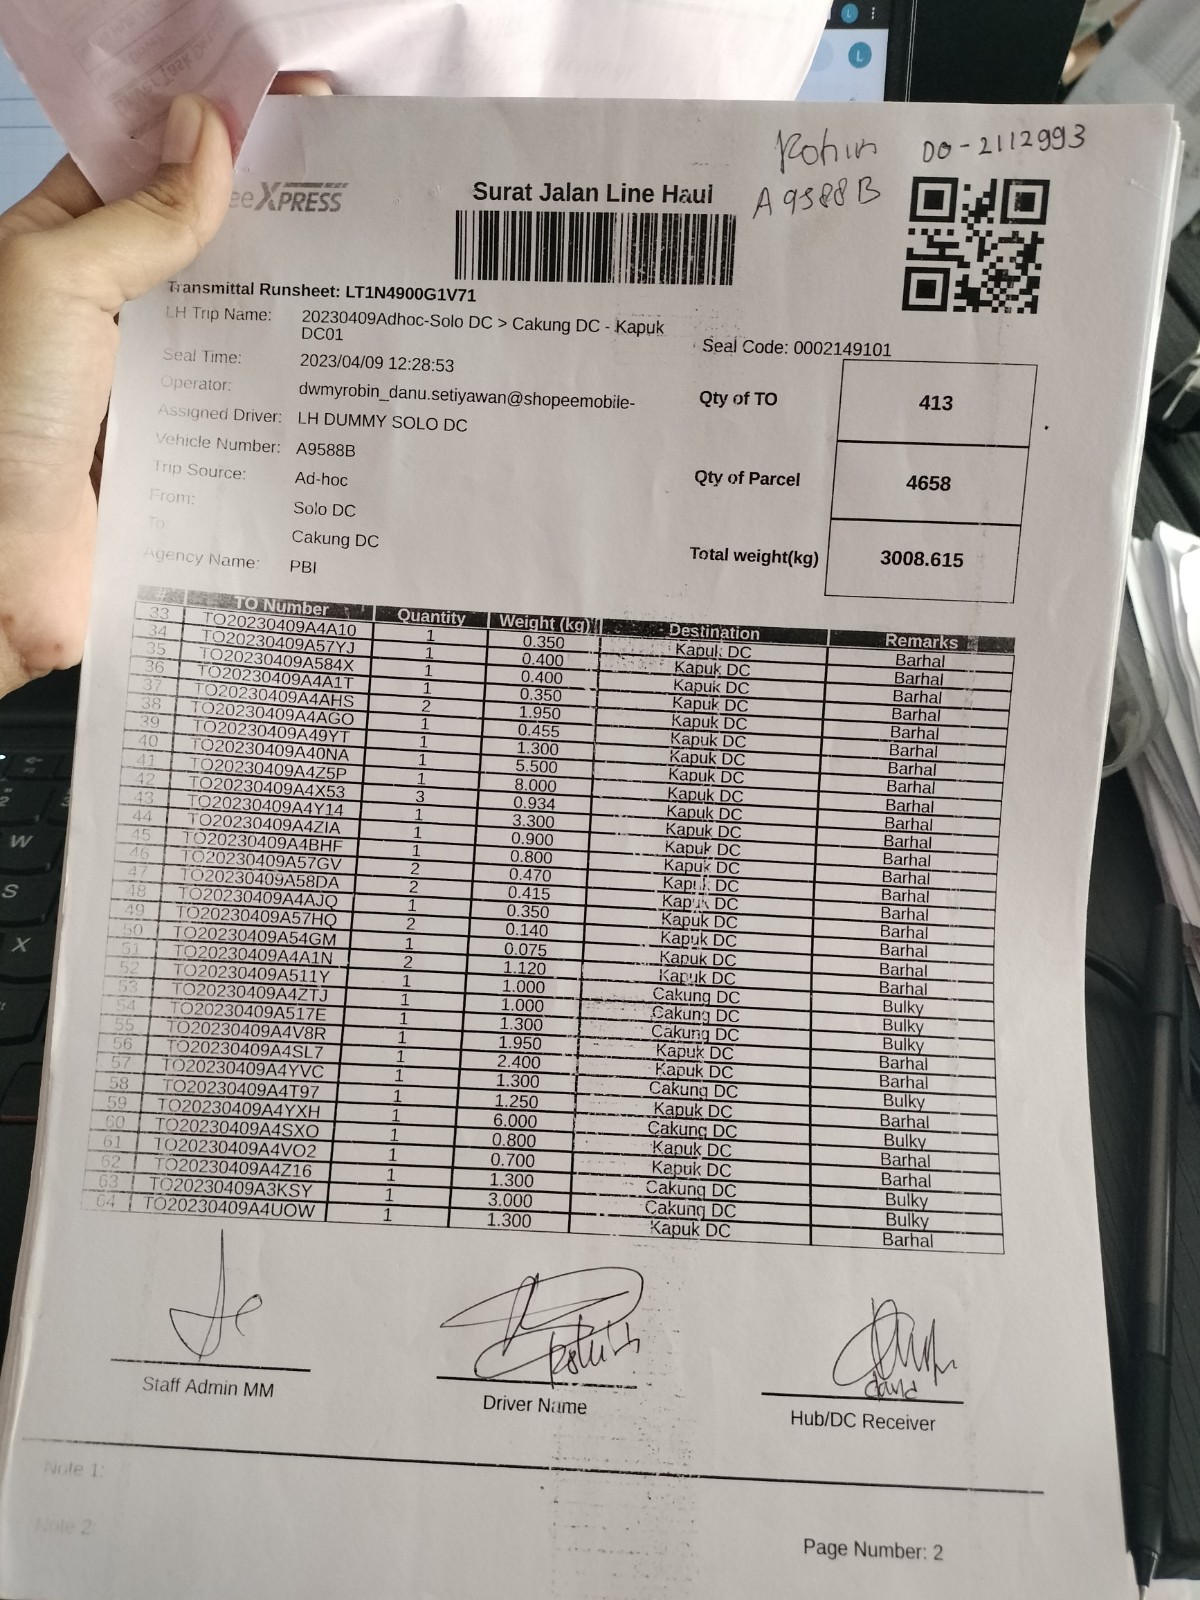 Rohim DO-2112993
A 9588B
eeXPRESS
Surat Jalan Line Haul
Transmittal Runsheet: LT1N4900G1V71
LH Trip Name: 20230409Adhoc-Solo DC > Cakung DC - Kapuk DC01
Seal Code: 0002149101
Seal Time: 2023/04/09 12:28:53
Operator: dwmyrobin_danu.setiyawan@shopeemobile-
Assigned Driver: LH DUMMY SOLO DC
Vehicle Number: A9588B
Trip Source: Ad-hoc
From: Solo DC
To: Cakung DC
Agency Name: PBI
Qty of TO 413
Qty of Parcel 4658
Total weight(kg) 3008.615
# TO Number Quantity Weight (kg) Destination Remarks
33 TO20230409A4A10 1 0.350 Kapuk DC Barhal
34 TO20230409A57YJ 1 0.400 Kapuk DC Barhal
35 TO20230409A584X 1 0.400 Kapuk DC Barhal
36 TO20230409A4A1T 1 0.350 Kapuk DC Barhal
37 TO20230409A4AHS 2 1.950 Kapuk DC Barhal
38 TO20230409A4AGO 1 0.455 Kapuk DC Barhal
39 TO20230409A49YT 1 1.300 Kapuk DC Barhal
40 TO20230409A40NA 1 5.500 Kapuk DC Barhal
41 TO20230409A4Z5P 1 8.000 Kapuk DC Barhal
42 TO20230409A4X53 3 0.934 Kapuk DC Barhal
43 TO20230409A4Y14 1 3.300 Kapuk DC Barhal
44 TO20230409A4ZIA 1 0.900 Kapuk DC Barhal
45 TO20230409A4BHF 1 0.800 Kapuk DC Barhal
46 TO20230409A57GV 2 0.470 Kapuk DC Barhal
47 TO20230409A58DA 2 0.415 Kapuk DC Barhal
48 TO20230409A4AJQ 1 0.350 Kapuk DC Barhal
49 TO20230409A57HQ 2 0.140 Kapuk DC Barhal
50 TO20230409A54GM 1 0.075 Kapuk DC Barhal
51 TO20230409A4A1N 2 1.120 Kapuk DC Barhal
52 TO20230409A511Y 1 1.000 Cakung DC Bulky
53 TO20230409A4ZTJ 1 1.000 Cakung DC Bulky
54 TO20230409A517E 1 1.300 Cakung DC Bulky
55 TO20230409A4V8R 1 1.950 Kapuk DC Barhal
56 TO20230409A4SL7 1 2.400 Kapuk DC Barhal
57 TO20230409A4YVC 1 1.300 Cakung DC Bulky
58 TO20230409A4T97 1 1.250 Kapuk DC Barhal
59 TO20230409A4YXH 1 6.000 Cakung DC Bulky
60 TO20230409A4SXO 1 0.800 Kapuk DC Barhal
61 TO20230409A4VO2 1 0.700 Kapuk DC Barhal
62 TO20230409A4Z16 1 1.300 Cakung DC Bulky
63 TO20230409A3KSY 1 3.000 Cakung DC Bulky
64 TO20230409A4UOW 1 1.300 Kapuk DC Barhal
Staff Admin MM
Driver Name
Hub/DC Receiver
Note 1:
Note 2:
Page Number: 2